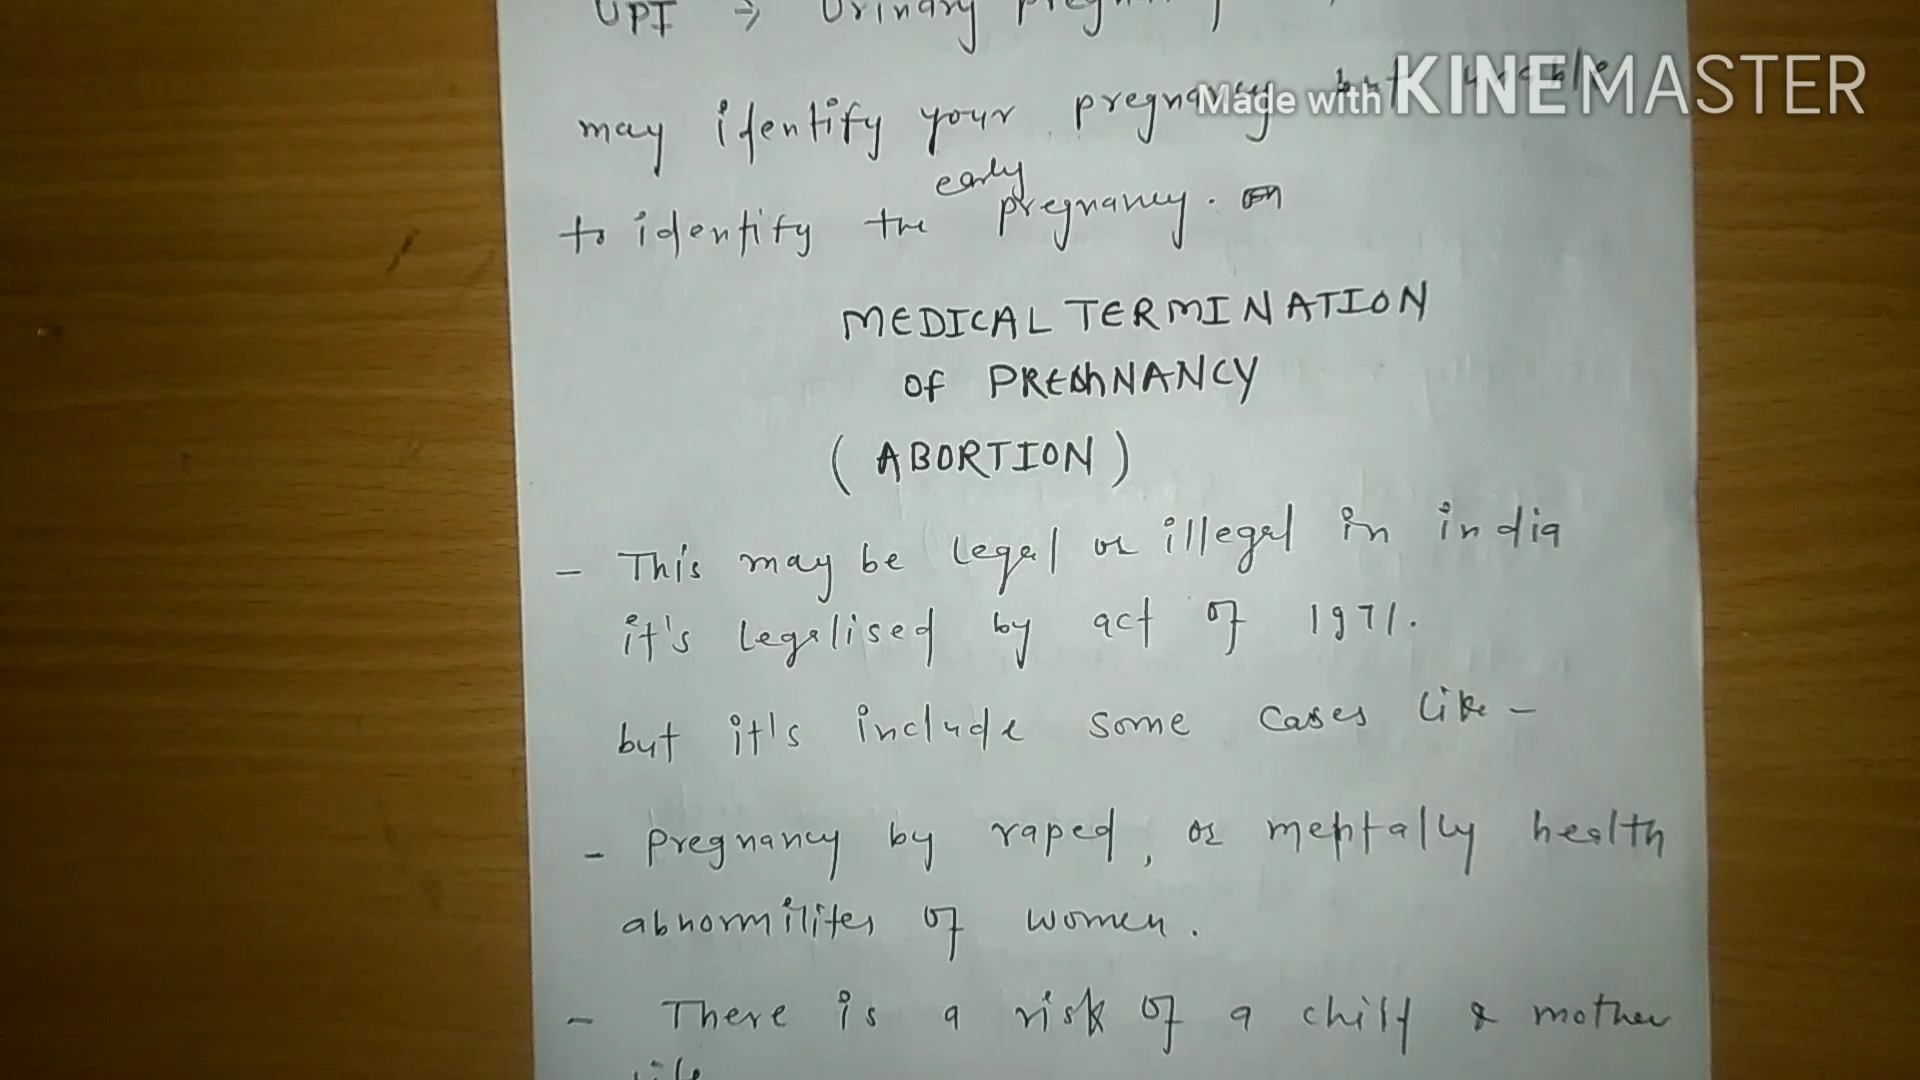 UPT → Urinary
may identify your pregnancy but unable
Made with KINEMASTER
to identify the early pregnancy.
MEDICAL TERMINATION
OF PREGNANCY
(ABORTION)
- This may be legal or illegal in india
it's legalised by act of 1971.
but it's include some cases like -
- pregnancy by raped, or mentally health
abnormilites of women.
- There is a risk of a child & mother